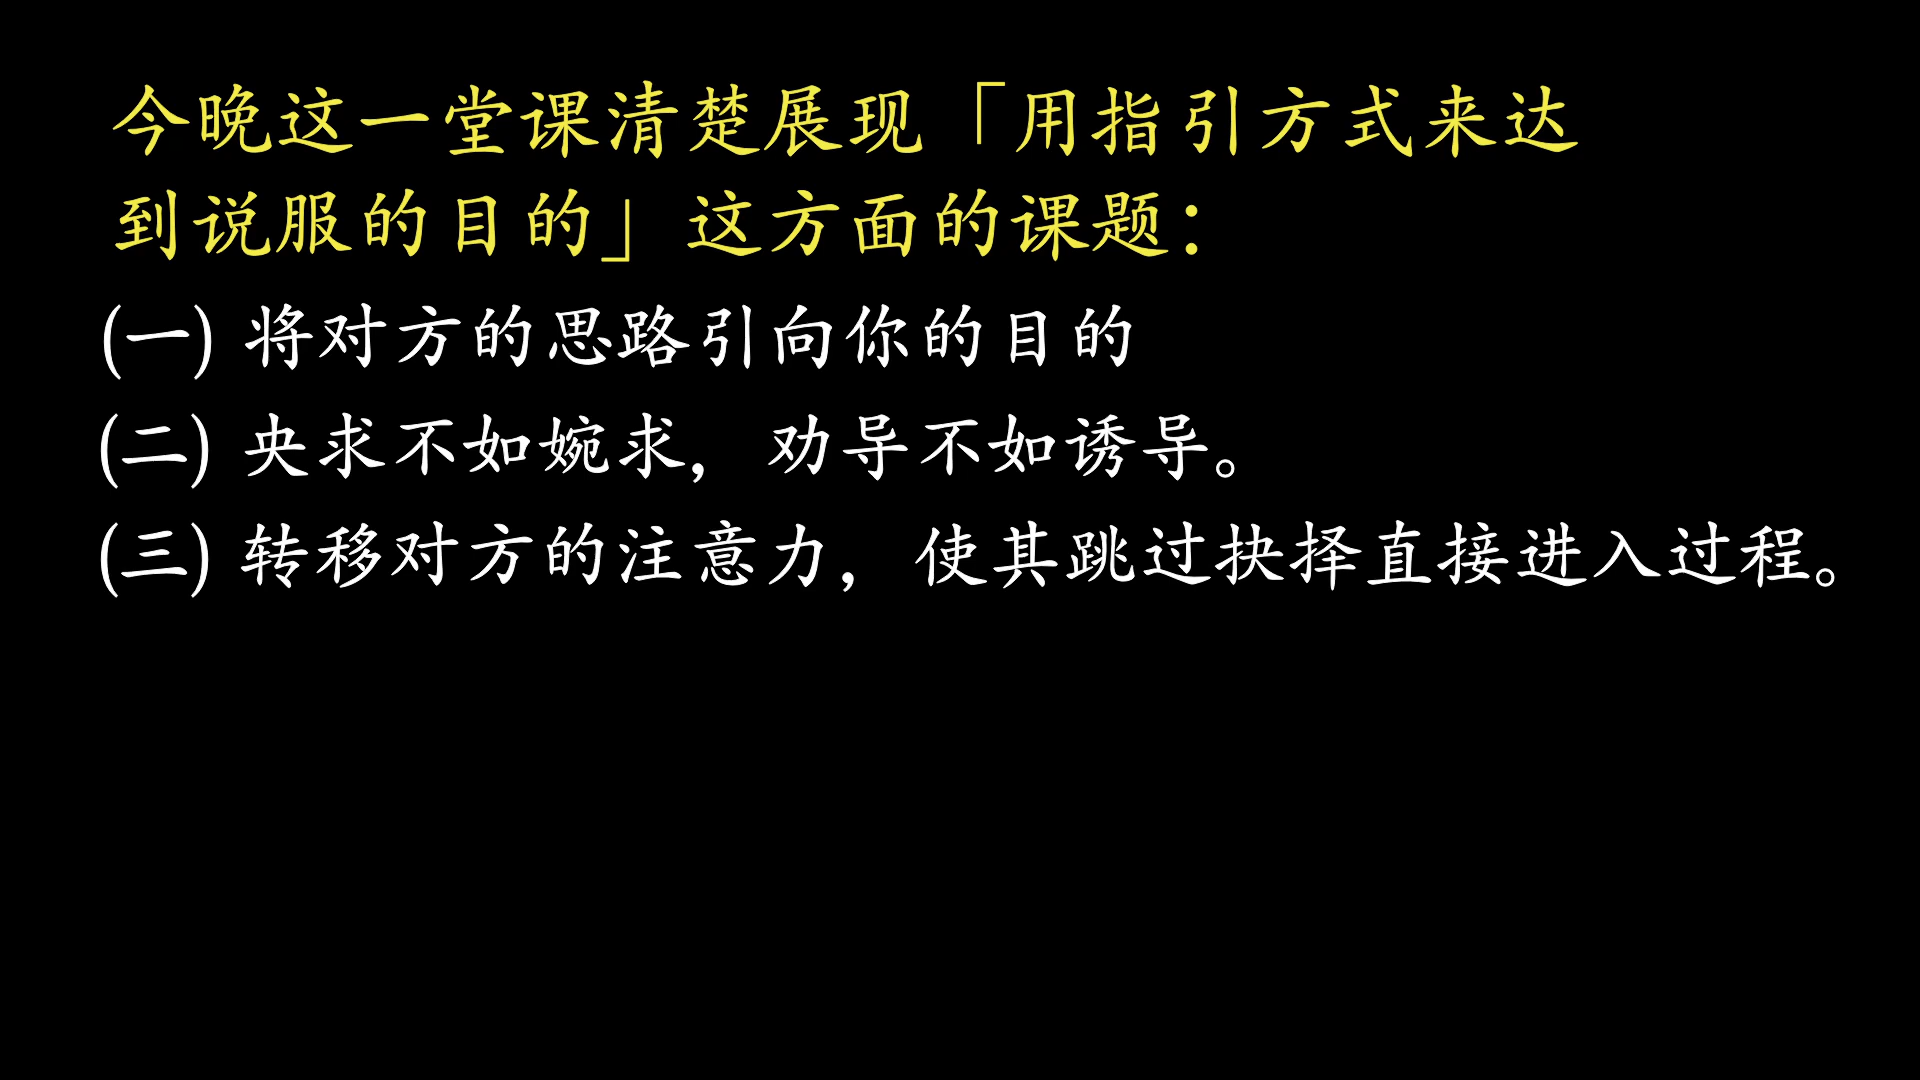 今晚这一堂课清楚展现「用指引方式来达
到说服的目的」这方面的课题：
(一) 将对方的思路引向你的目的
(二) 央求不如婉求，劝导不如诱导。
(三) 转移对方的注意力，使其跳过抉择直接进入过程。